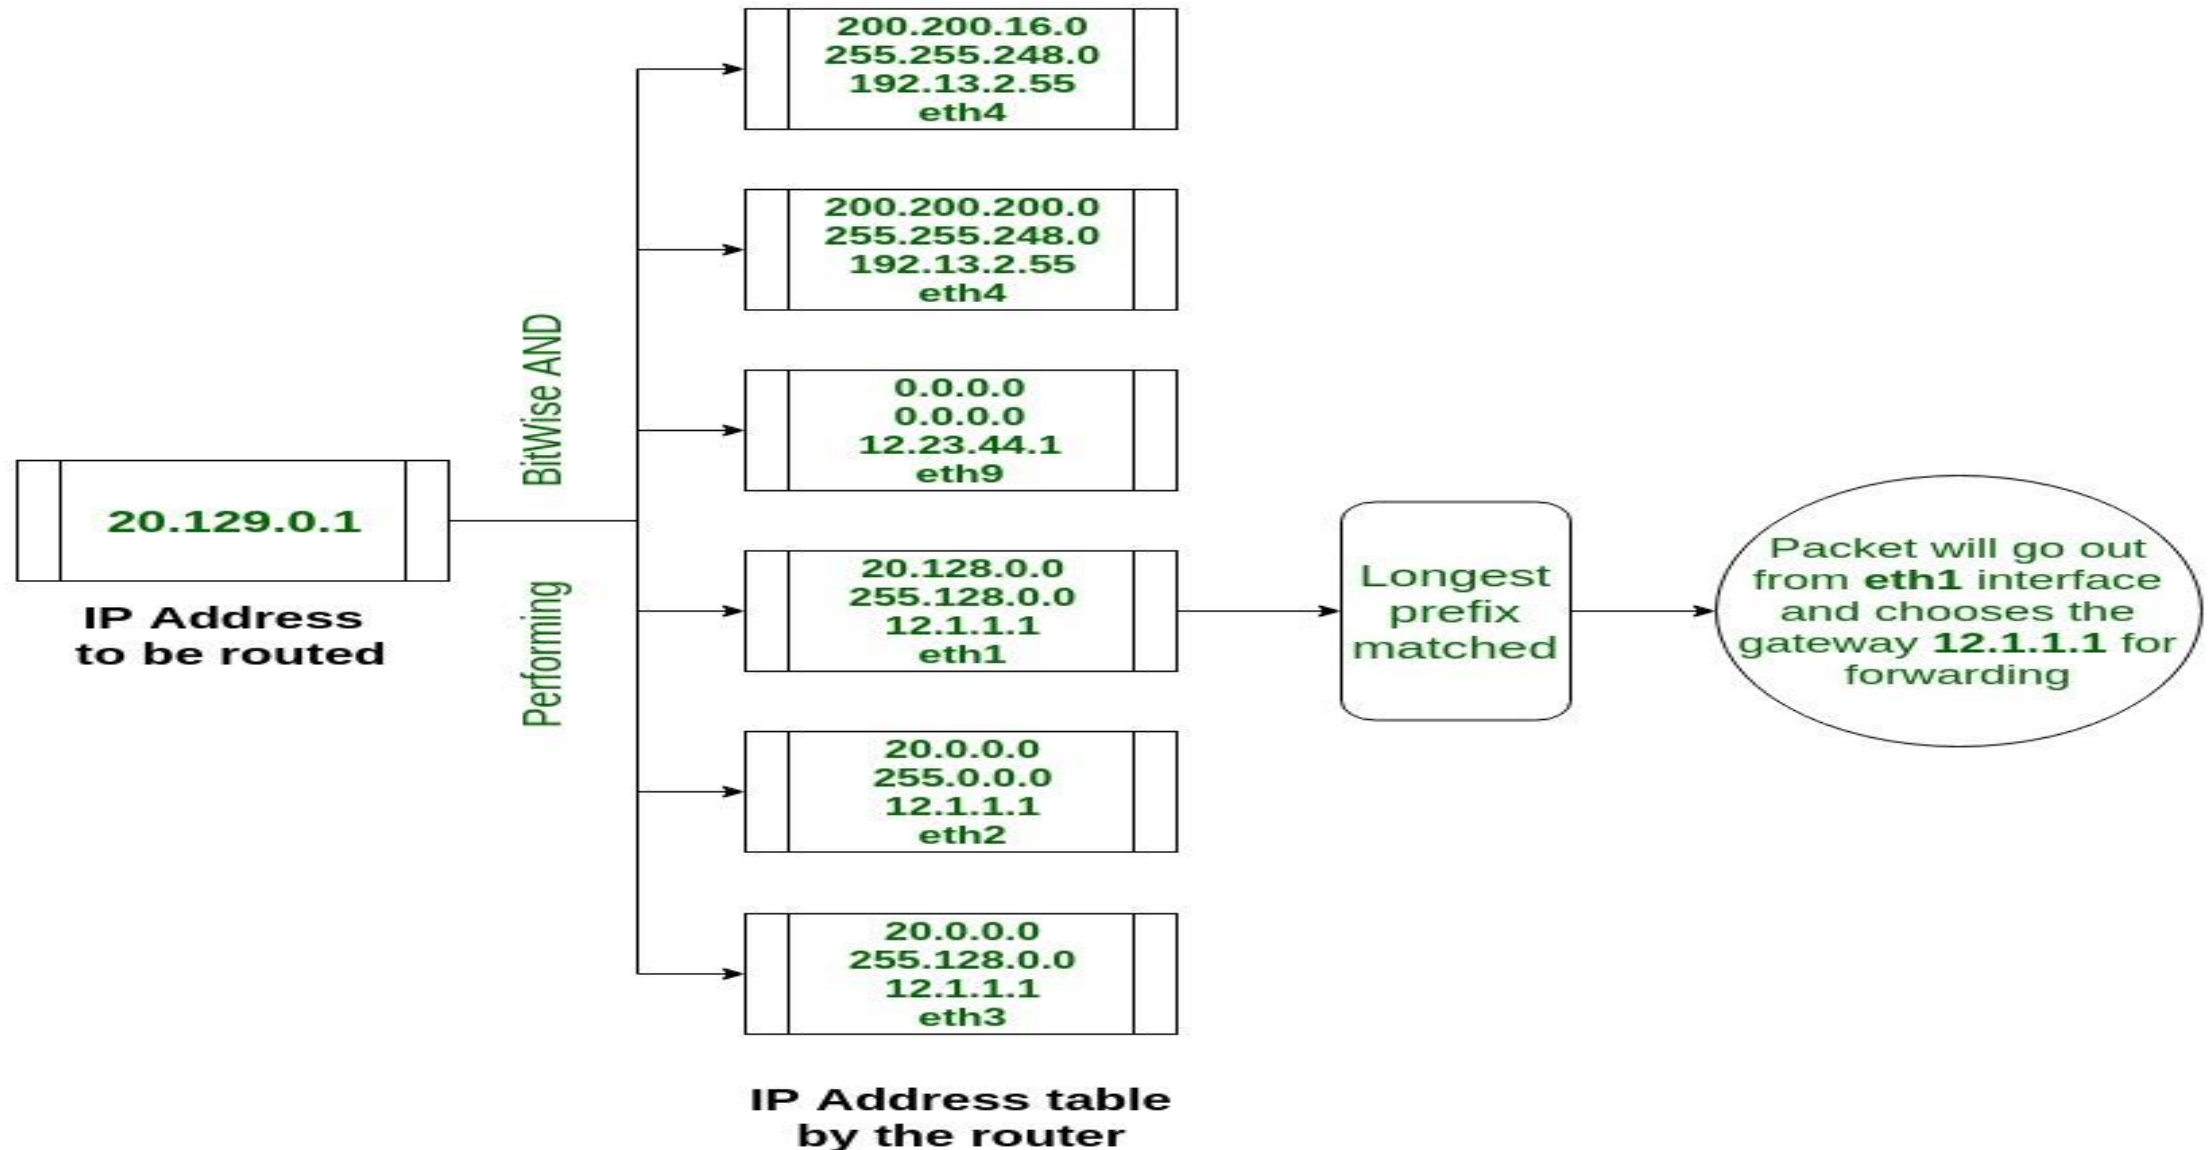 200.200.16.0
255.255.248.0
192.13.2.55
eth4
200.200.200.0
255.255.248.0
192.13.2.55
eth4
0.0.0.0
0.0.0.0
12.23.44.1
eth9
20.128.0.0
255.128.0.0
12.1.1.1
eth1
20.0.0.0
255.0.0.0
12.1.1.1
eth2
20.0.0.0
255.128.0.0
12.1.1.1
eth3
IP Address table
by the router
20.129.0.1
IP Address
to be routed
Performing
BitWise AND
Longest
prefix
matched
Packet will go out
from eth1 interface
and chooses the
gateway 12.1.1.1 for
forwarding